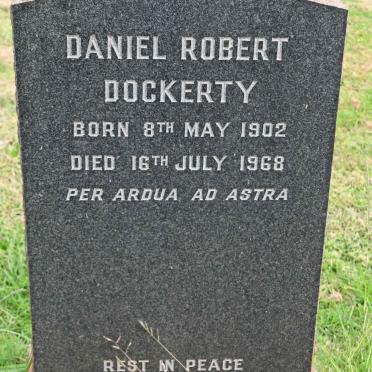 DANIEL ROBERT
DOCKERTY
BORN 8TH MAY 1902
DIED 16TH JULY 1968
PER ARDUA AD ASTRA
REST IN PEACE